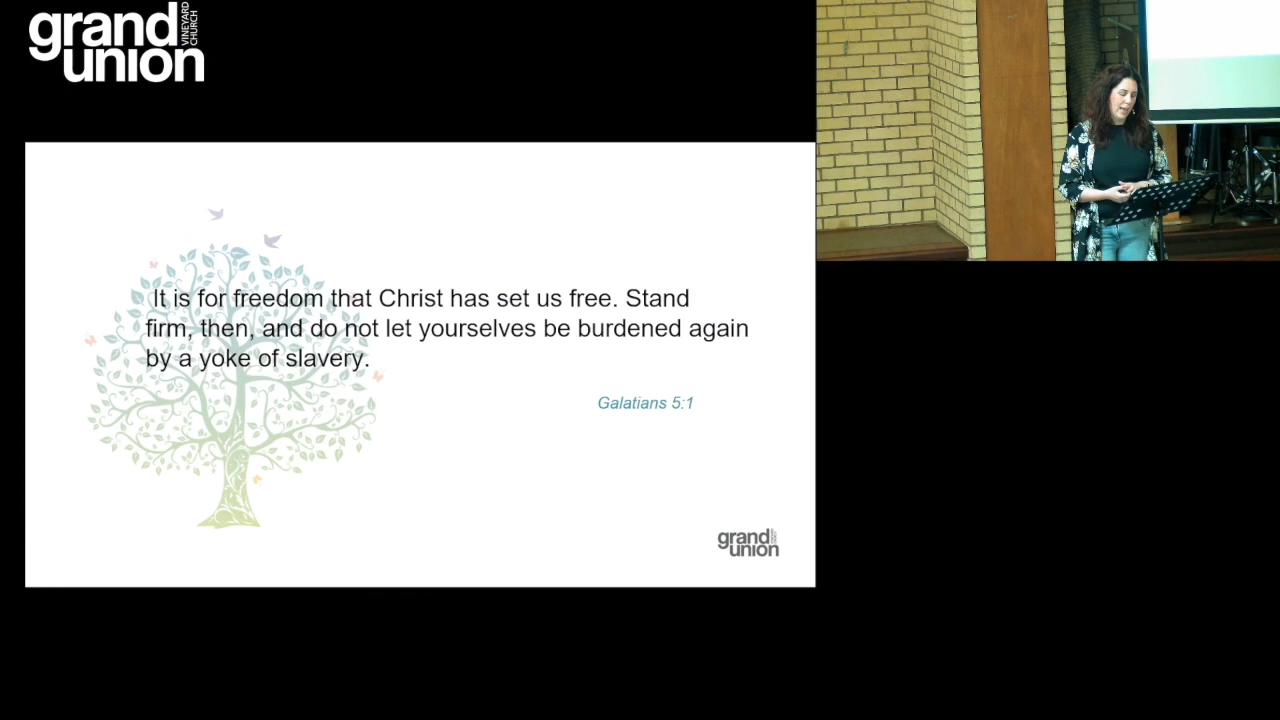 grand
union
VINEYARD
CHURCH
It is for freedom that Christ has set us free. Stand
firm, then, and do not let yourselves be burdened again
by a yoke of slavery.
Galatians 5:1
grand
union